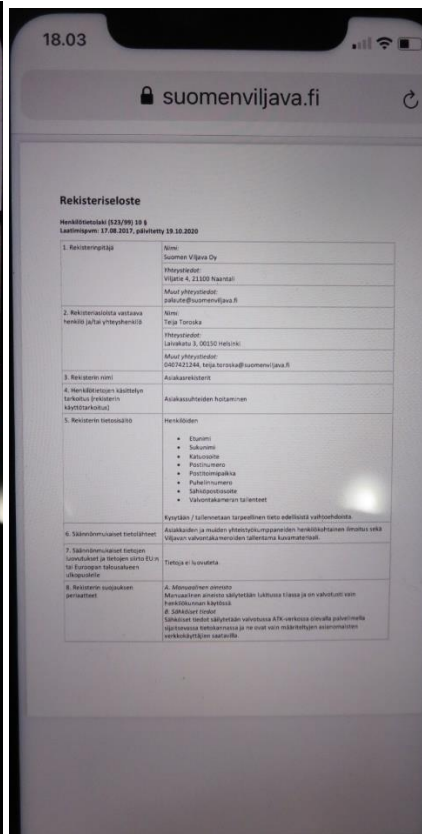 18.03
suomenviljava.fi
Rekisteriseloste
Henkilötietolaki (523/99) 10 §
Laatimispvm: 17.08.2017, päivitetty 19.10.2020
1. Rekisterinpitäjä
Nimi:
Suomen Viljava Oy
Yhteystiedot:
Viljatie 4, 21100 Naantali
Muut yhteystiedot:
palaute@suomenviljava.fi
2. Rekisteriasioista vastaava
henkilö ja/tai yhteyshenkilö
Nimi:
Teija Toroska
Yhteystiedot:
Laivakatu 3, 00150 Helsinki
Muut yhteystiedot:
0407421244, teija.toroska@suomenviljava.fi
3. Rekisterin nimi
Asiakasrekisterit
4. Henkilötietojen käsittelyn
tarkoitus (rekisterin
käyttötarkoitus)
Asiakassuhteiden hoitaminen
5. Rekisterin tietosisältö
Henkilöiden
• Etunimi
• Sukunimi
• Katuosoite
• Postinumero
• Postitoimipaikka
• Puhelinnumero
• Sähköpostiosoite
• Valvontakameran tallenteet
Kysytään / tallennetaan tarpeellinen tieto edellisistä vaihtoehdoista.
6. Säännönmukaiset tietolähteet
Asiakkaiden ja muiden yhteistyökumppaneiden henkilökohtainen ilmoitus sekä
Viljavan valvontakameroiden tallentama kuvamateriaali.
7. Säännönmukaiset tietojen
luovutukset ja tietojen siirto EU:n
tai Euroopan talousalueen
ulkopuolelle
Tietoja ei luovuteta.
8. Rekisterin suojauksen
periaatteet
A. Manuaalinen aineisto
Manuaalinen aineisto säilytetään lukitussa tilassa ja on valvotusti vain
henkilökunnan käytössä.
B. Sähköiset tiedot
Sähköiset tiedot säilytetään valvotussa ATK-verkossa olevalla palvelimella
sijaitsevassa tietokannassa ja ne ovat vain määriteltyjen asianomaisten
verkkokäyttäjien saatavilla